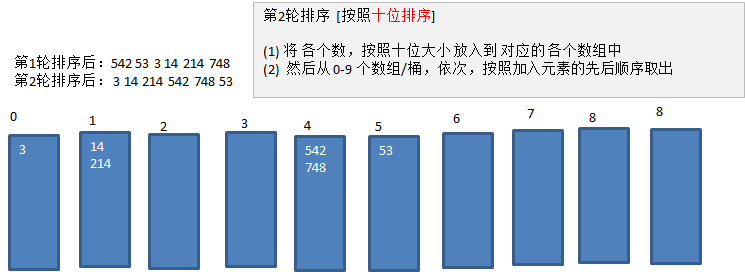 第2轮排序 [按照十位排序]
(1) 将 各个数，按照十位大小 放入到 对应的各个数组中
(2) 然后从 0-9 个数组/桶，依次，按照加入元素的先后顺序取出
第1轮排序后：542 53 3 14 214 748
第2轮排序后：3 14 214 542 748 53
0 1 2 3 4 5 6 7 8 8
3 14 542 53
214 748